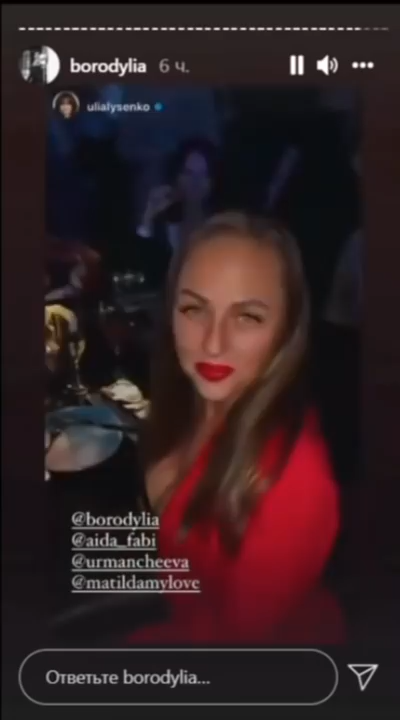 borodylia 6 ч.
ulialysenko
@borodylia
@aida_fabi
@urmancheeva
@matildamylove
Ответьте borodylia...